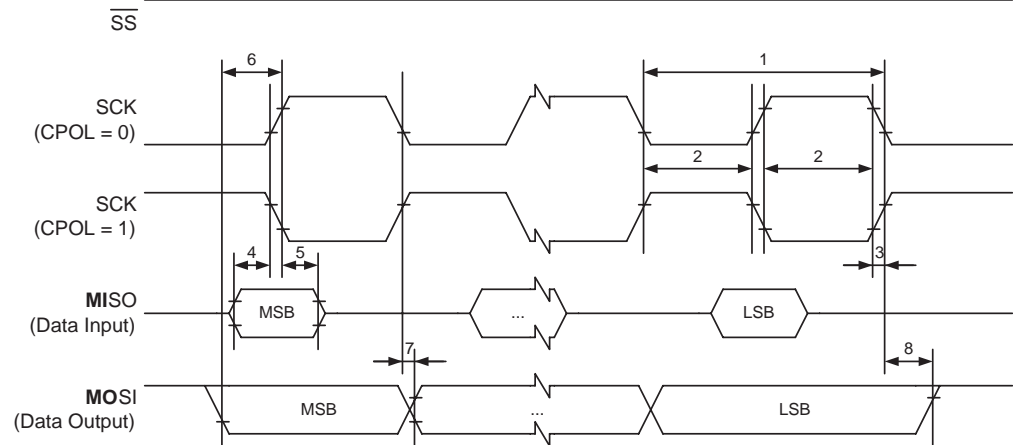 SS
6
1
SCK
(CPOL = 0)
2
2
SCK
(CPOL = 1)
4
5
3
MISO
(Data Input)
MSB
...
LSB
7
8
MOSI
(Data Output)
MSB
...
LSB